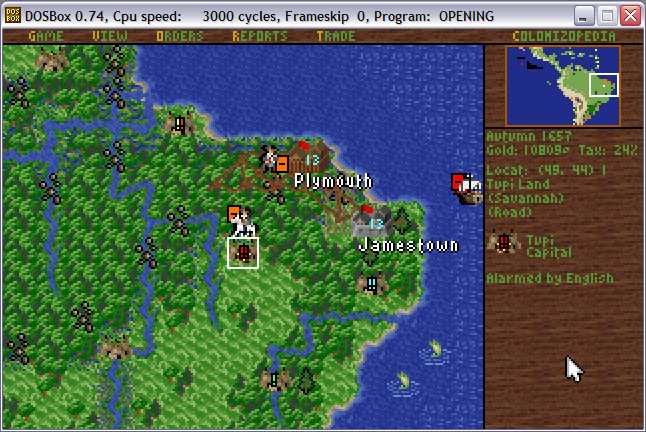 DOSBox 0.74, Cpu speed: 3000 cycles, Frameskip 0, Program: OPENING
GAME VIEW ORDERS REPORTS TRADE COLONIZOPEDIA
Autumn 1657
Gold: 10809¢ Tax: 24%
Locat: (49, 44) 1
Tupi Land
(Savannah)
(Road)
Tupi
Capital
Alarmed by English
13
Plymouth
13
Jamestown